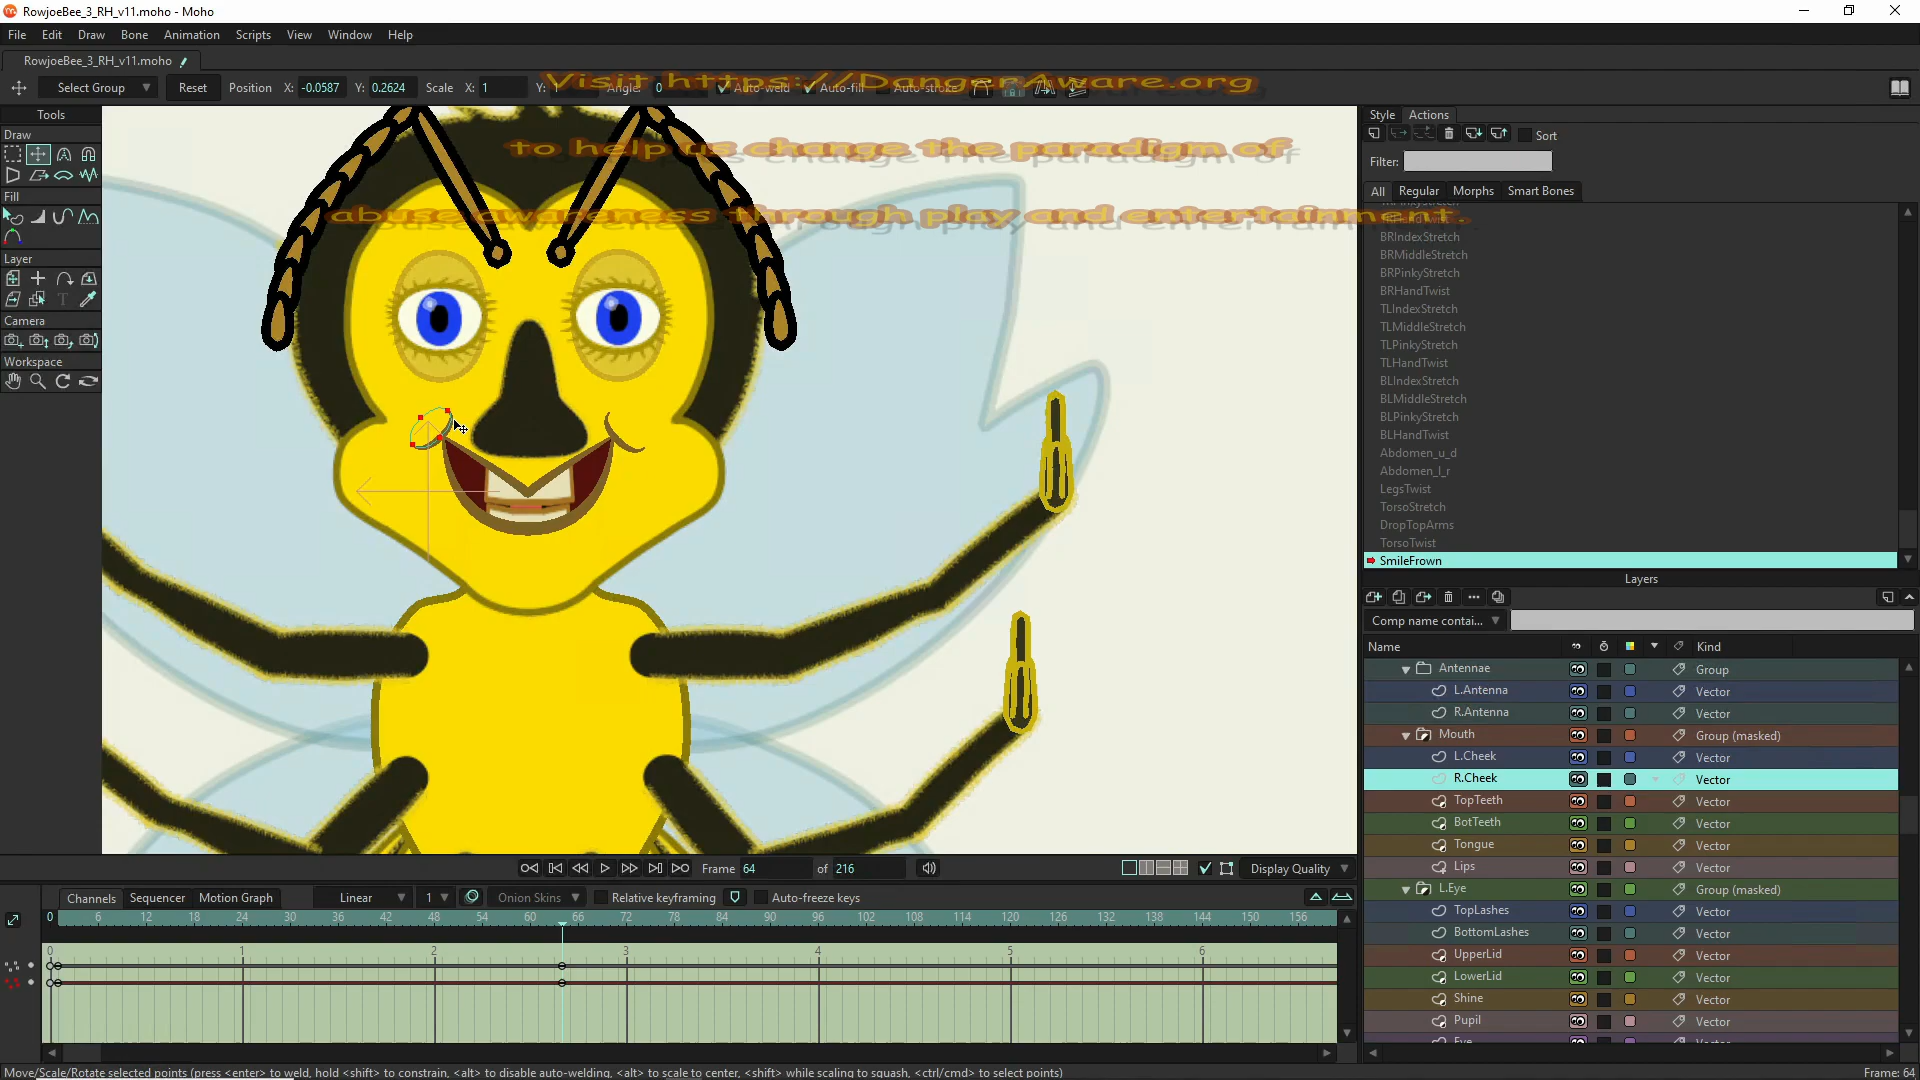 RowjoeBee_3_RH_v11.moho - Moho
File Edit Draw Bone Animation Scripts View Window Help
RowjoeBee_3_RH_v11.moho
Select Group Reset Position X: -0.0587 Y: 0.2624 Scale X: 1 Y: 1 Angle: 0 Auto-weld Auto-fill Auto-stroke
Visit https://DangerAware.org
to help us change the paradigm of
abuse awareness through play and entertainment.
Tools
Draw
Fill
Layer
Camera
Workspace
Style Actions
Sort
Filter:
All Regular Morphs Smart Bones
BRIndexStretch
BRMiddleStretch
BRPinkyStretch
BRHandTwist
TLIndexStretch
TLMiddleStretch
TLPinkyStretch
TLHandTwist
BLIndexStretch
BLMiddleStretch
BLPinkyStretch
BLHandTwist
Abdomen_u_d
Abdomen_l_r
LegsTwist
TorsoStretch
DropTopArms
TorsoTwist
SmileFrown
Layers
Comp name contai...
Name Kind
Antennae Group
L.Antenna Vector
R.Antenna Vector
Mouth Group (masked)
L.Cheek Vector
R.Cheek Vector
TopTeeth Vector
BotTeeth Vector
Tongue Vector
Lips Vector
L.Eye Group (masked)
TopLashes Vector
BottomLashes Vector
UpperLid Vector
LowerLid Vector
Shine Vector
Pupil Vector
Frame 64 of 216 Display Quality
Channels Sequencer Motion Graph Linear 1 Onion Skins Relative keyframing Auto-freeze keys
0 6 12 18 24 30 36 42 48 54 60 66 72 78 84 90 96 102 108 114 120 126 132 138 144 150 156
0 1 2 3 4 5 6
Move/Scale/Rotate selected points (press <enter> to weld, hold <shift> to constrain, <alt> to disable auto-welding, <alt> to scale to center, <shift> while scaling to squash, <ctrl/cmd> to select points)
Frame: 64